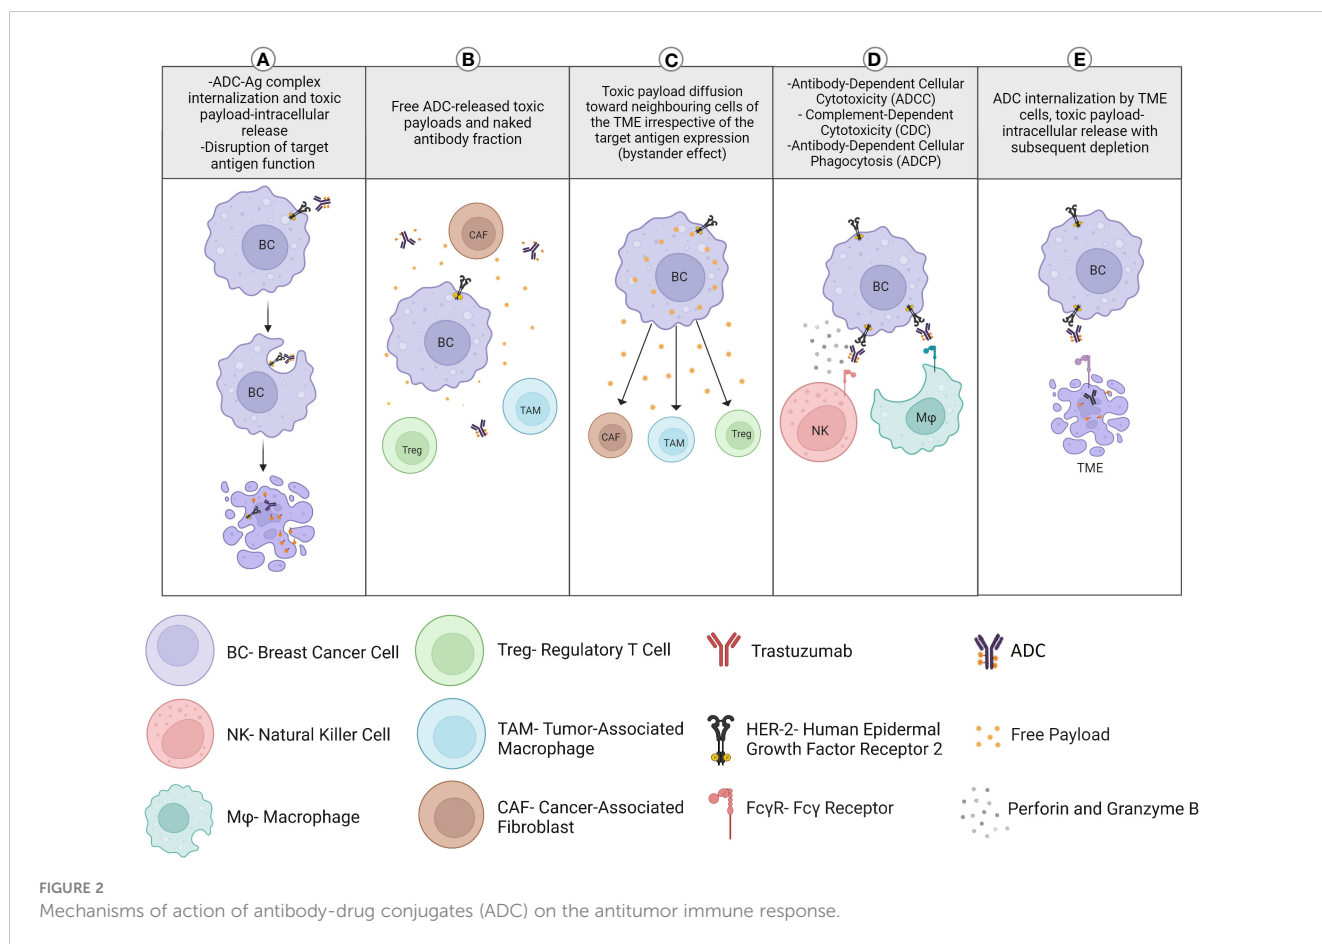 A
-ADC-Ag complex
internalization and toxic
payload-intracellular
release
-Disruption of target
antigen function
B
Free ADC-released toxic
payloads and naked
antibody fraction
C
Toxic payload diffusion
toward neighbouring cells of
the TME irrespective of the
target antigen expression
(bystander effect)
D
-Antibody-Dependent Cellular
Cytotoxicity (ADCC)
- Complement-Dependent
Cytotoxicity (CDC)
-Antibody-Dependent Cellular
Phagocytosis (ADCP)
E
ADC internalization by TME
cells, toxic payload-
intracellular release with
subsequent depletion
BC
BC
CAF
BC
TAM
Treg
BC
CAF
TAM
Treg
BC
NK
Mφ
BC
TME
BC- Breast Cancer Cell
Treg- Regulatory T Cell
Trastuzumab
ADC
NK- Natural Killer Cell
TAM- Tumor-Associated
Macrophage
HER-2- Human Epidermal
Growth Factor Receptor 2
Free Payload
Mφ- Macrophage
CAF- Cancer-Associated
Fibroblast
FcγR- Fcγ Receptor
Perforin and Granzyme B
FIGURE 2
Mechanisms of action of antibody-drug conjugates (ADC) on the antitumor immune response.